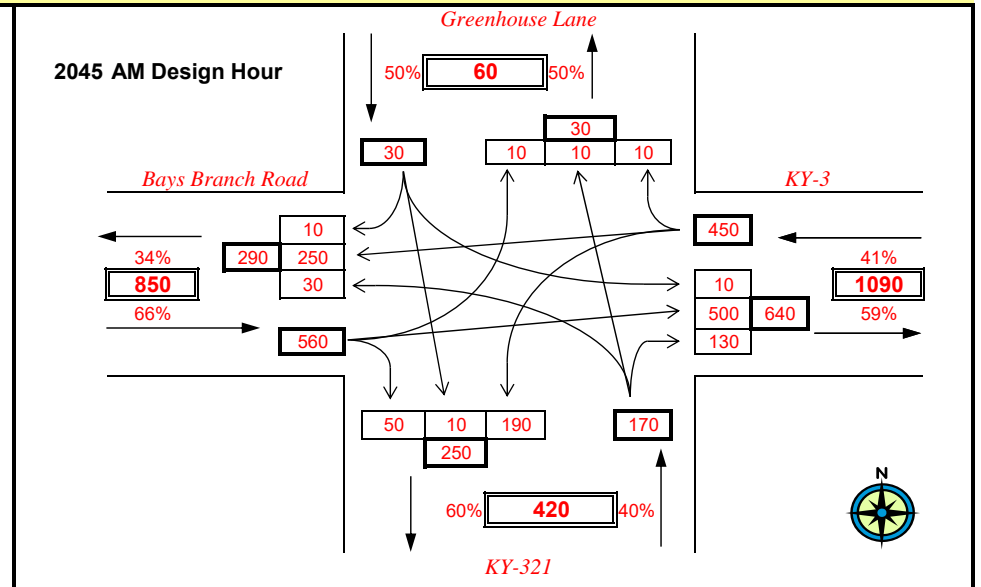 Greenhouse Lane
2045 AM Design Hour
50% 60 50%
30
30 10 10 10
Bays Branch Road KY-3
10 450
34% 290 250 41%
850 30 10 1090
66% 500 640 59%
560 130
50 10 190 170
250
60% 420 40%
N
KY-321